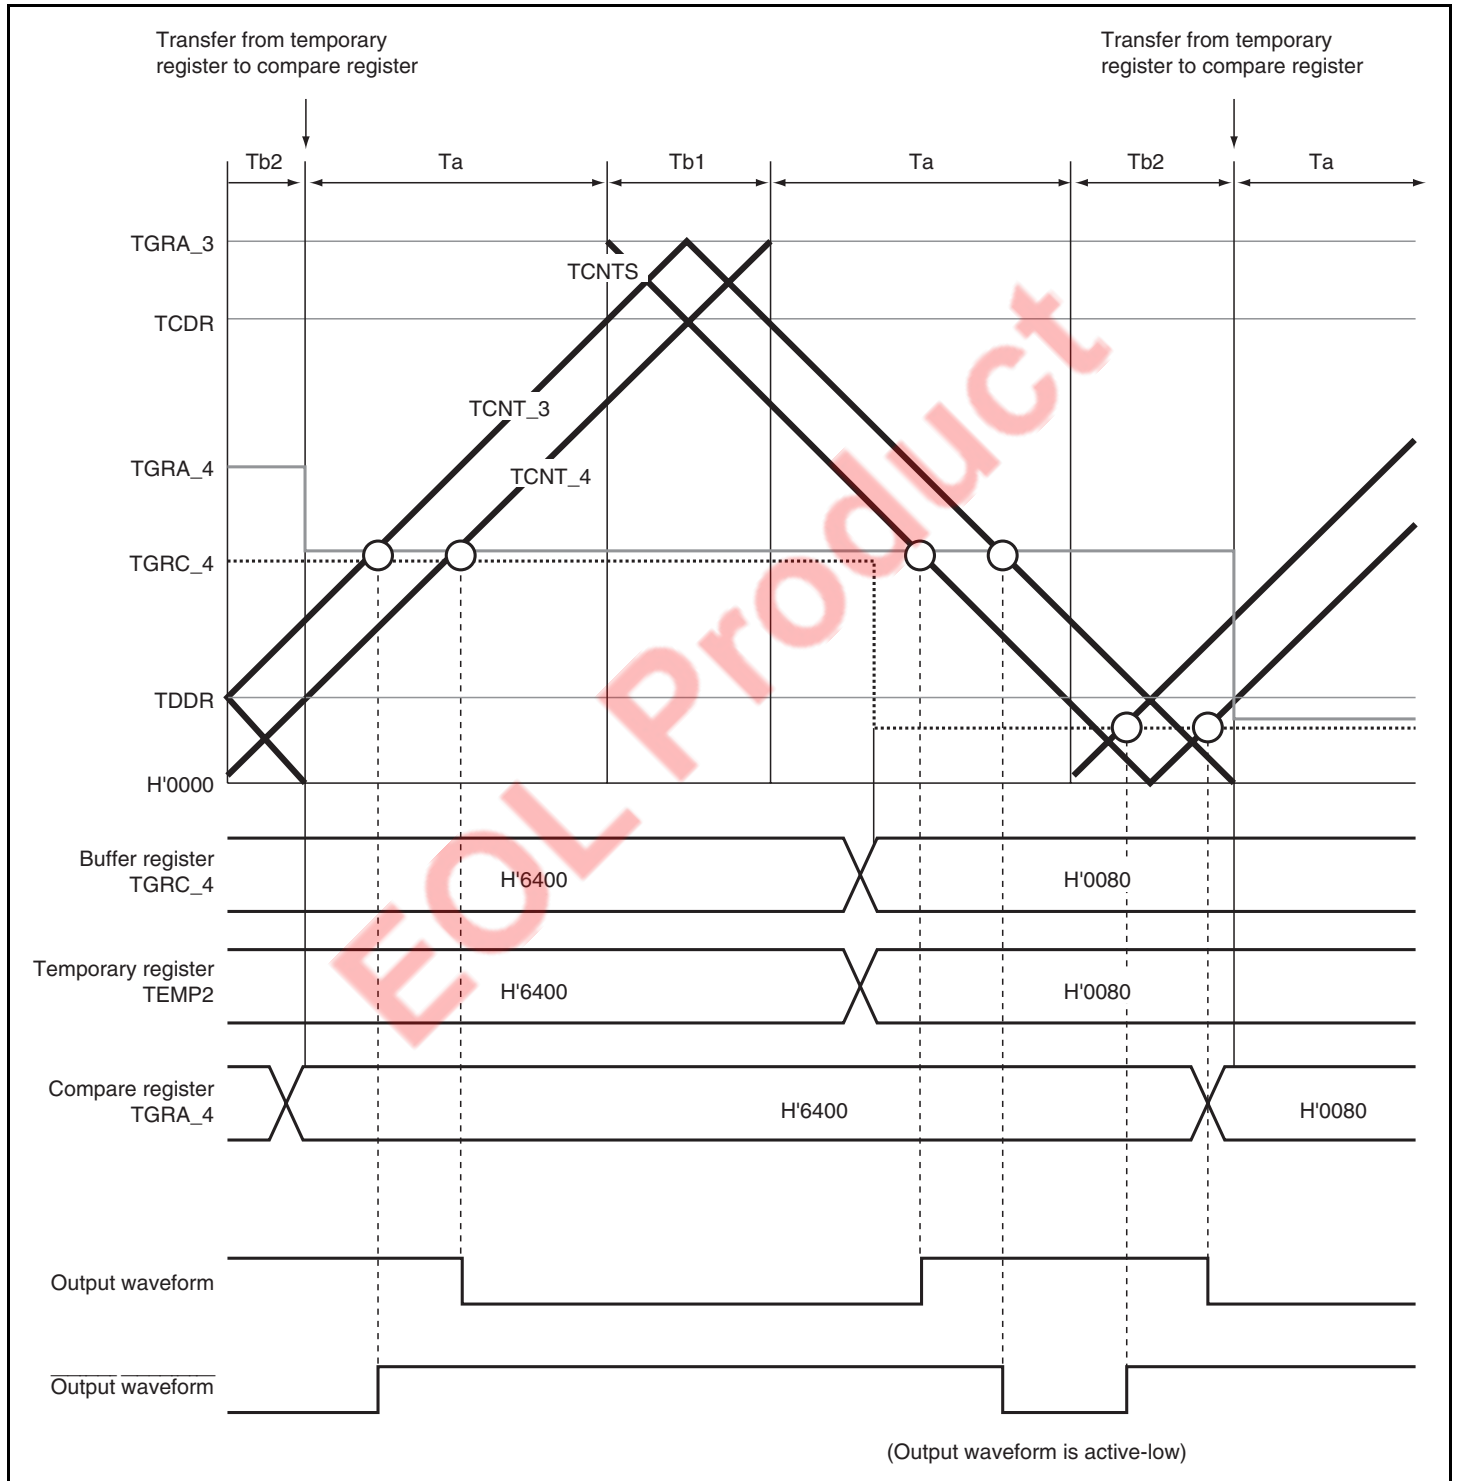 Transfer from temporary
register to compare register
Transfer from temporary
register to compare register
Tb2
Ta
Tb1
Ta
Tb2
Ta
TGRA_3
TCNTS
TCDR
TCNT_3
TGRA_4
TCNT_4
TGRC_4
TDDR
H'0000
Buffer register
TGRC_4
H'6400
H'0080
Temporary register
TEMP2
H'6400
H'0080
Compare register
TGRA_4
H'6400
H'0080
Output waveform
Output waveform
(Output waveform is active-low)
EOL Product